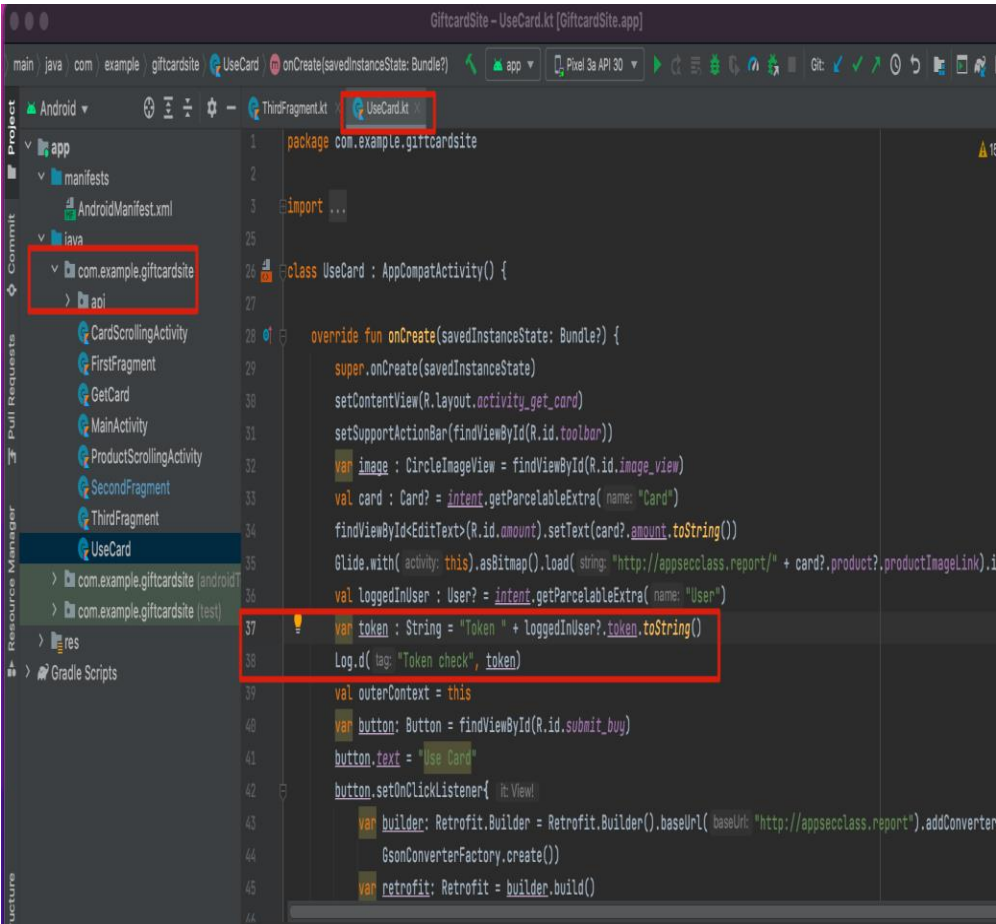 GiftcardSite – UseCard.kt [GiftcardSite.app]
main java com example giftcardsite UseCard onCreate(savedInstanceState: Bundle?) app Pixel 3a API 30 Git:
Android ThirdFragment.kt UseCard.kt
Project
Commit
Pull Requests
Resource Manager
ucture
app
manifests
AndroidManifest.xml
java
com.example.giftcardsite
api
CardScrollingActivity
FirstFragment
GetCard
MainActivity
ProductScrollingActivity
SecondFragment
ThirdFragment
UseCard
com.example.giftcardsite (androidT
com.example.giftcardsite (test)
res
Gradle Scripts
15
1 package com.example.giftcardsite
2
3 import ...
25
26 class UseCard : AppCompatActivity() {
27
28 override fun onCreate(savedInstanceState: Bundle?) {
29 super.onCreate(savedInstanceState)
30 setContentView(R.layout.activity_get_card)
31 setSupportActionBar(findViewById(R.id.toolbar))
32 var image : CircleImageView = findViewById(R.id.image_view)
33 val card : Card? = intent.getParcelableExtra( name: "Card")
34 findViewById<EditText>(R.id.amount).setText(card?.amount.toString())
35 Glide.with( activity: this).asBitmap().load( string: "http://appsecclass.report/" + card?.product?.productImageLink).i
36 val loggedInUser : User? = intent.getParcelableExtra( name: "User")
37 var token : String = "Token " + loggedInUser?.token.toString()
38 Log.d( tag: "Token check", token)
39 val outerContext = this
40 var button: Button = findViewById(R.id.submit_buy)
41 button.text = "Use Card"
42 button.setOnClickListener{ it: View!
43 var builder: Retrofit.Builder = Retrofit.Builder().baseUrl( baseUrl: "http://appsecclass.report").addConverter
44 GsonConverterFactory.create())
45 var retrofit: Retrofit = builder.build()
46